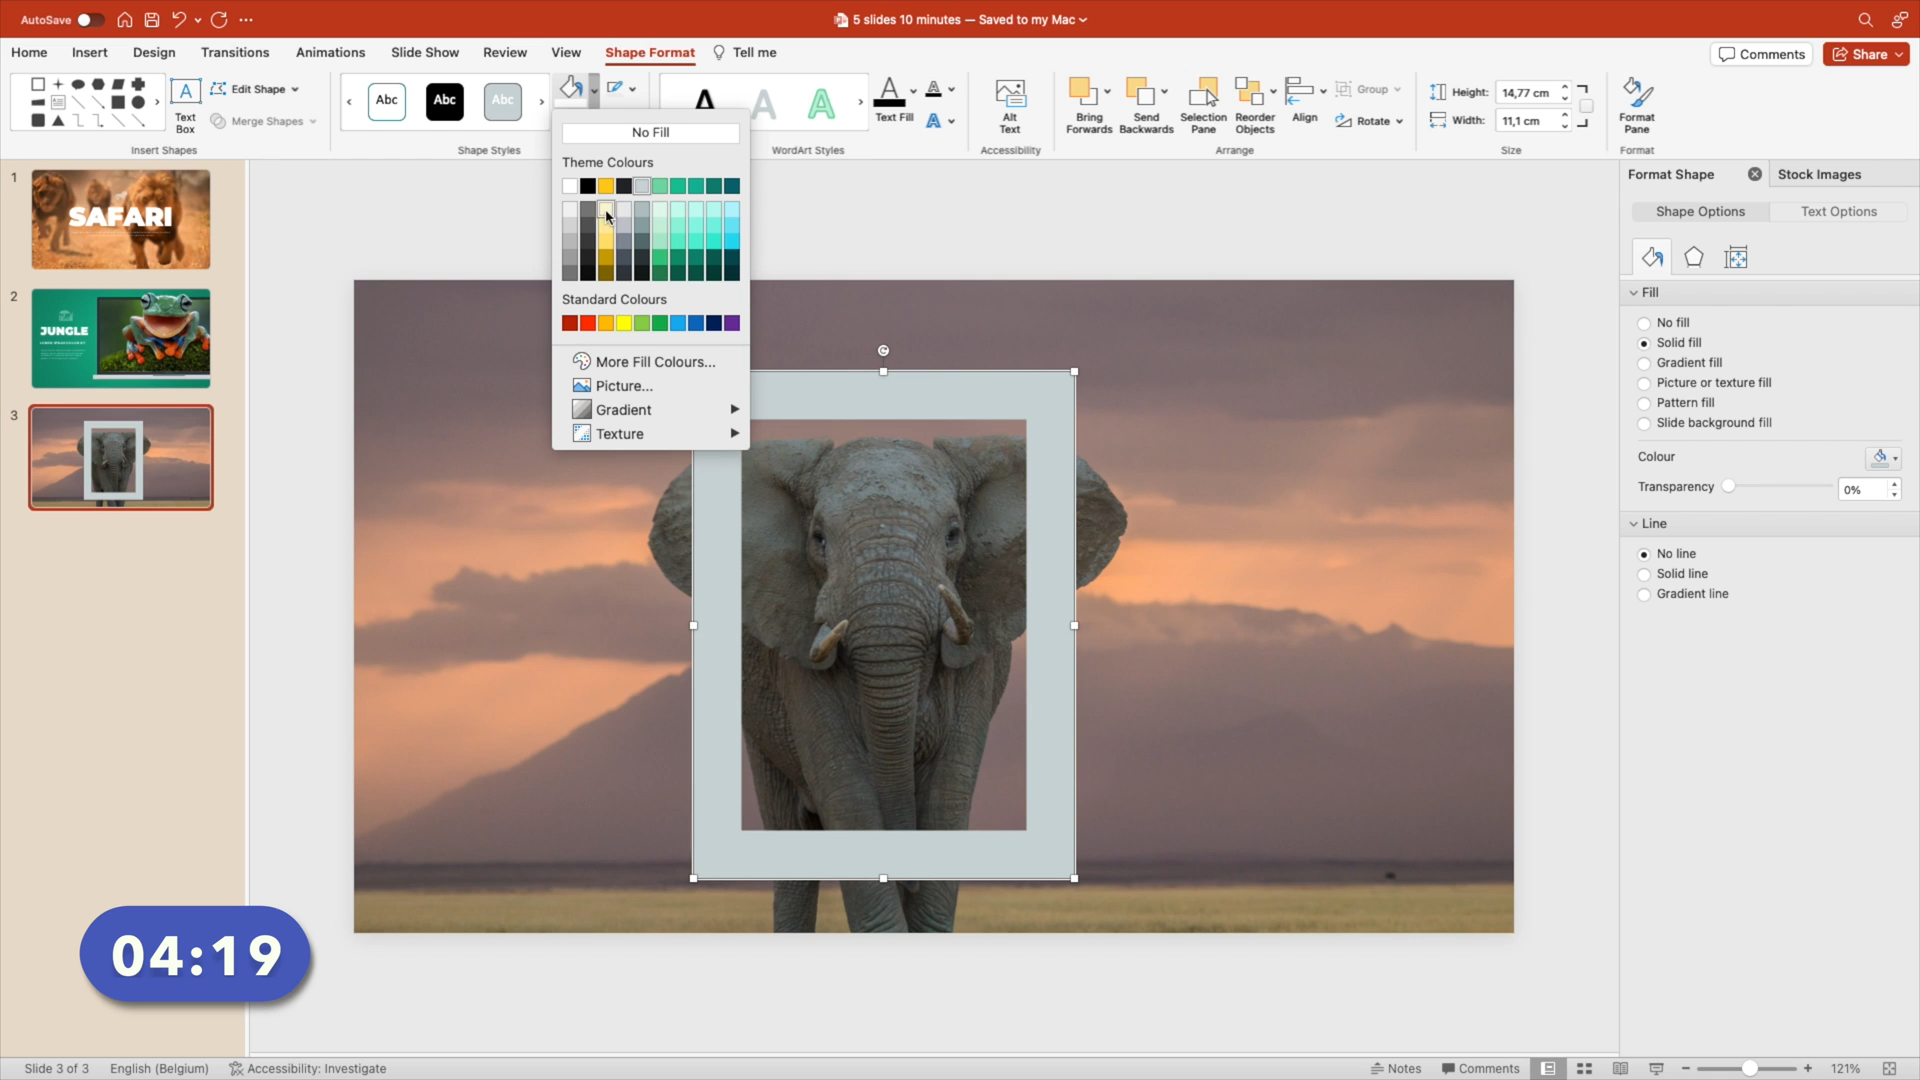 AutoSave
5 slides 10 minutes — Saved to my Mac
Home
Insert
Design
Transitions
Animations
Slide Show
Review
View
Shape Format
Tell me
Comments
Share
Text
Box
Edit Shape
Merge Shapes
Insert Shapes
Abc
Abc
Abc
Shape Styles
A
A
A
WordArt Styles
Text Fill
Alt
Text
Accessibility
Bring
Forwards
Send
Backwards
Selection
Pane
Reorder
Objects
Align
Group
Rotate
Arrange
Height: 14,77 cm
Width: 11,1 cm
Size
Format
Pane
Format
No Fill
Theme Colours
Standard Colours
More Fill Colours...
Picture...
Gradient
Texture
1
SAFARI
2
JUNGLE
3
Format Shape
Stock Images
Shape Options
Text Options
Fill
No fill
Solid fill
Gradient fill
Picture or texture fill
Pattern fill
Slide background fill
Colour
Transparency
0%
Line
No line
Solid line
Gradient line
04:19
Slide 3 of 3
English (Belgium)
Accessibility: Investigate
Notes
Comments
121%